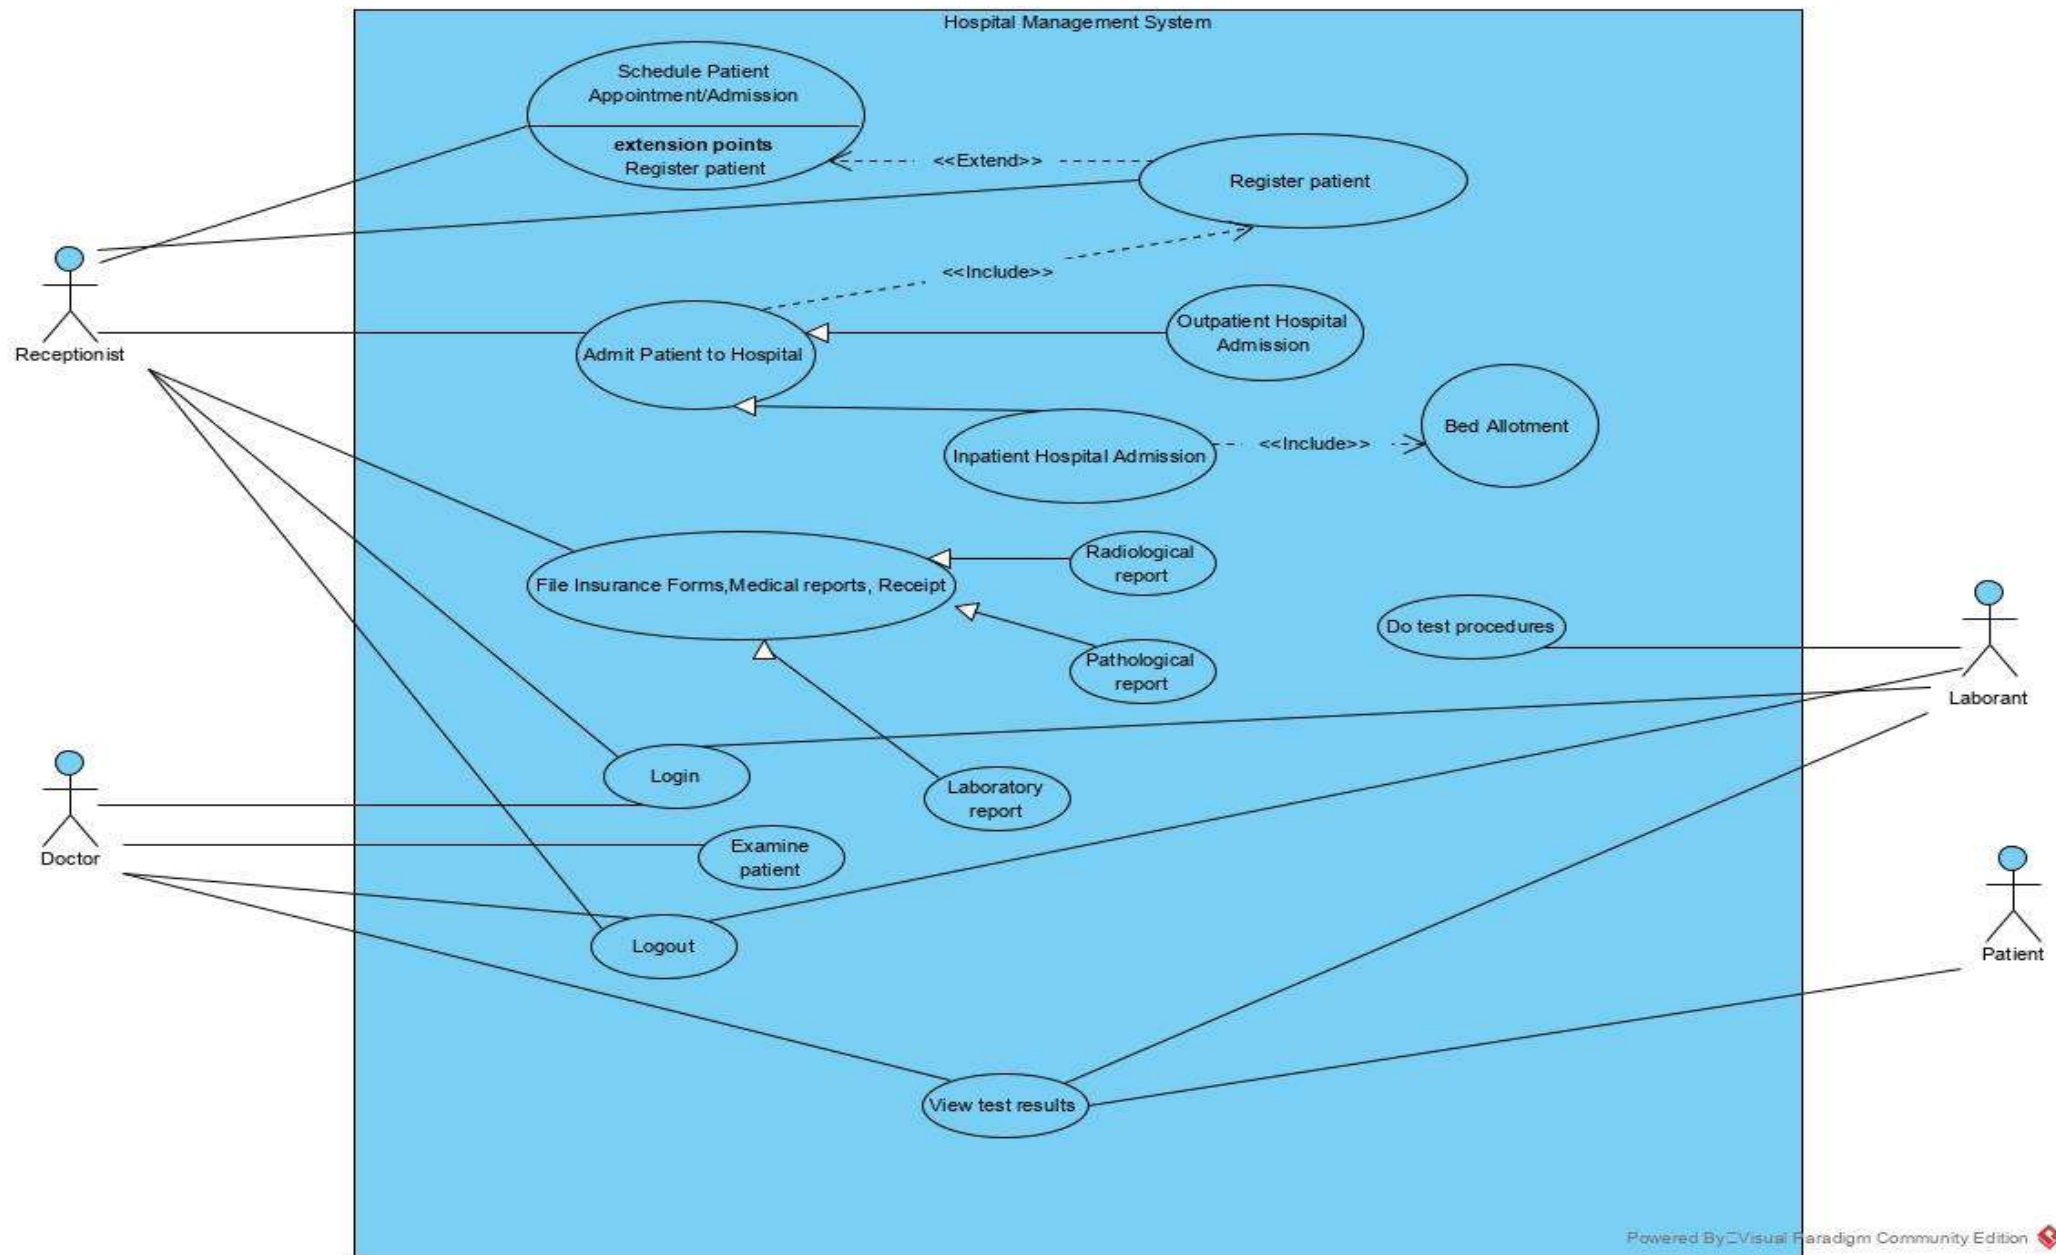 Hospital Management System
Schedule Patient
Appointment/Admission
extension points
Register patient
<<Extend>>
Register patient
<<Include>>
Receptionist
Admit Patient to Hospital
Outpatient Hospital
Admission
Inpatient Hospital Admission
<<Include>>
Bed Allotment
File Insurance Forms,Medical reports, Receipt
Radiological
report
Pathological
report
Do test procedures
Laborant
Login
Laboratory
report
Doctor
Examine
patient
Logout
Patient
View test results
Powered By Visual Paradigm Community Edition